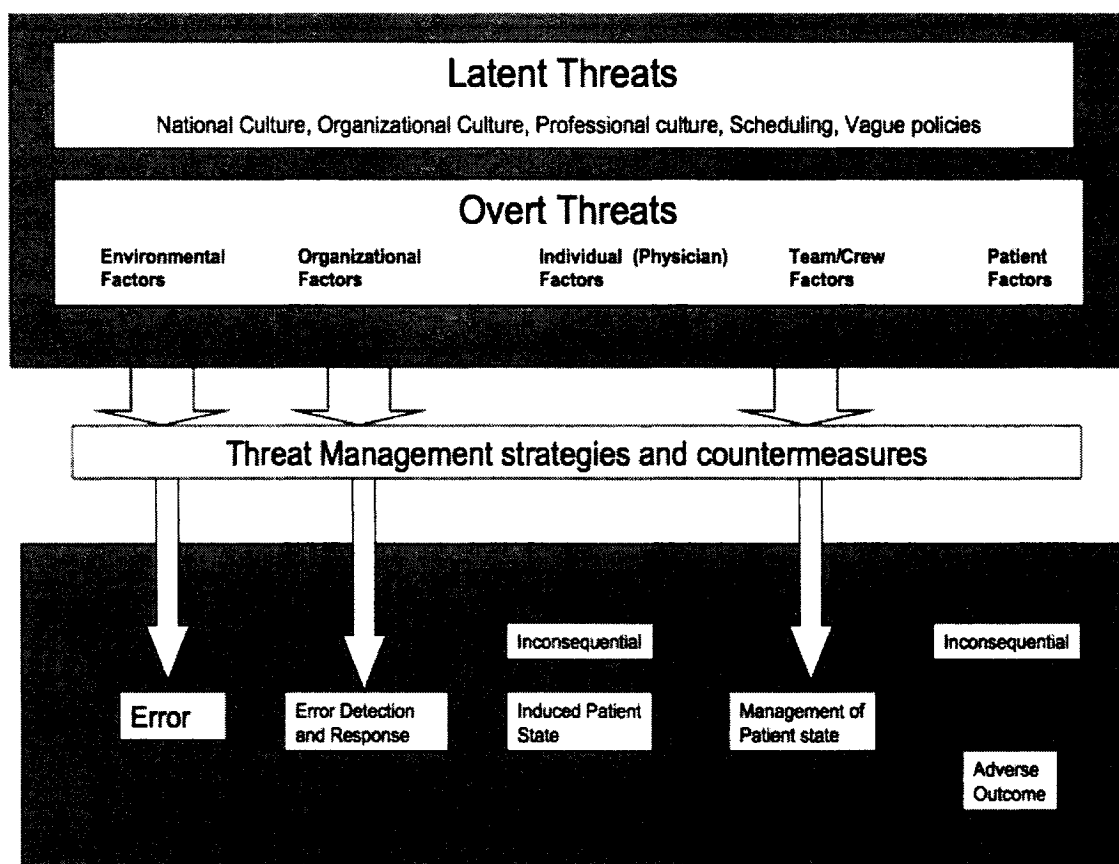 Latent Threats
National Culture, Organizational Culture, Professional culture, Scheduling, Vague policies
Overt Threats
Environmental Factors
Organizational Factors
Individual (Physician) Factors
Team/Crew Factors
Patient Factors
Threat Management strategies and countermeasures
Inconsequential
Inconsequential
Error
Error Detection and Response
Induced Patient State
Management of Patient state
Adverse Outcome